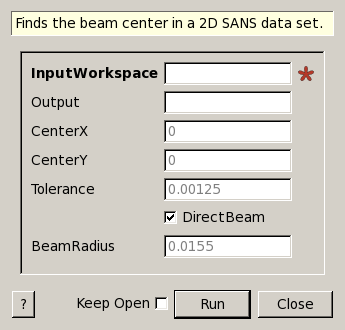 Finds the beam center in a 2D SANS data set.
InputWorkspace *
Output
CenterX 0
CenterY 0
Tolerance 0.00125
DirectBeam
BeamRadius 0.0155
? Keep Open Run Close